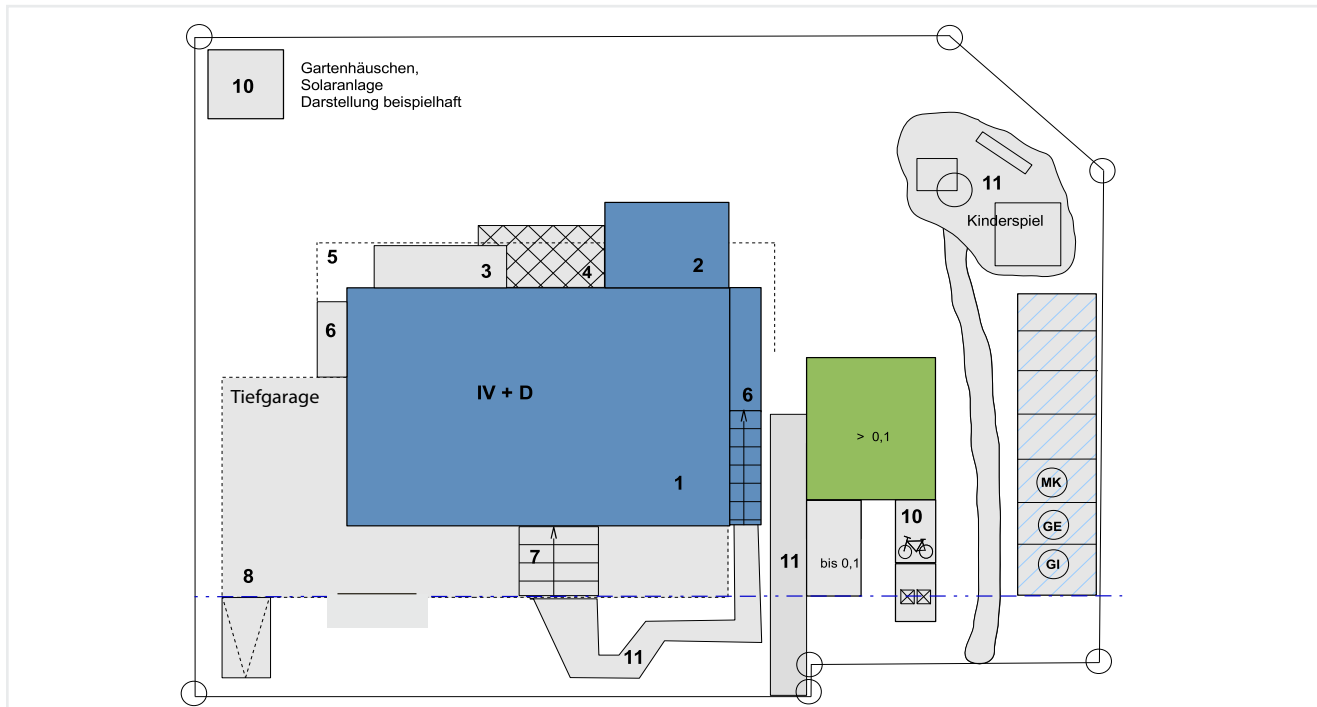 10
Gartenhäuschen,
Solaranlage
Darstellung beispielhaft
11
Kinderspiel
5
3
4
2
6
Tiefgarage
IV + D
6
1
> 0,1
MK
GE
GI
10
bis 0,1
11
7
8
11